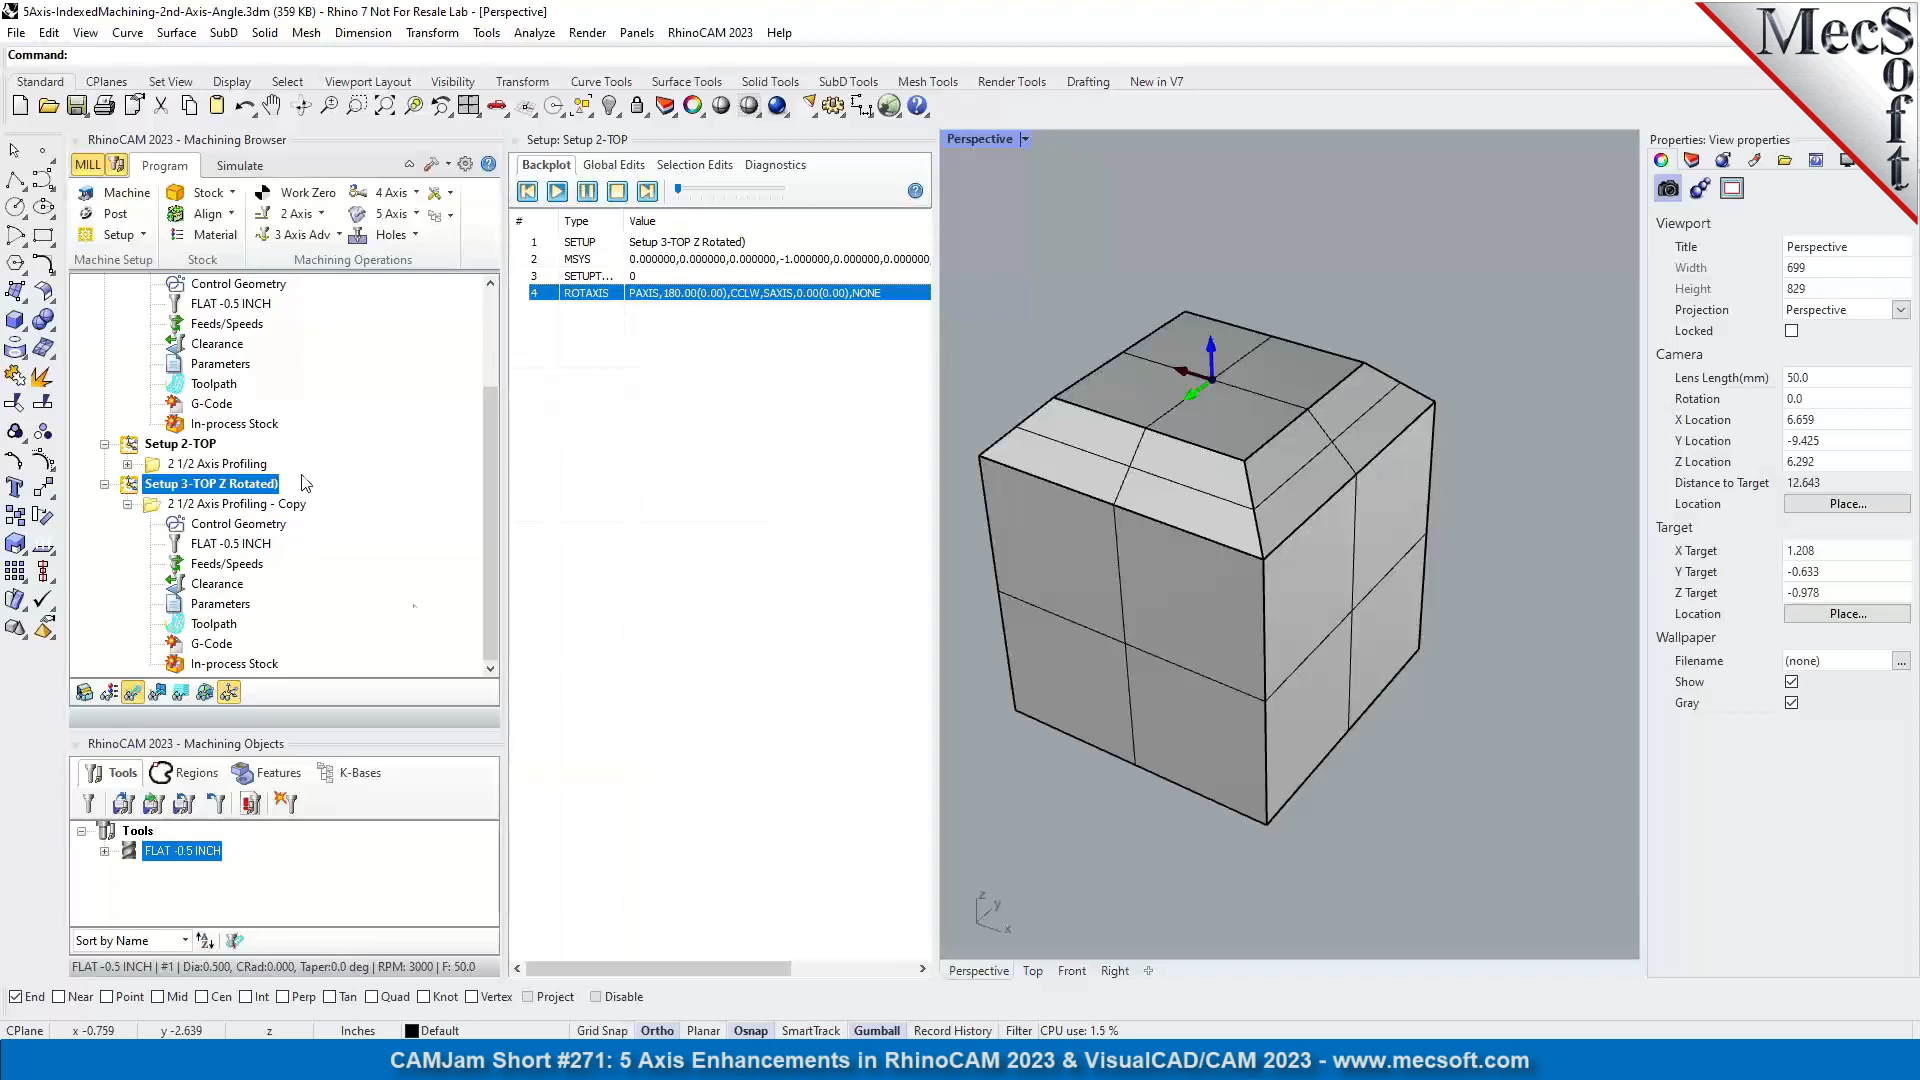 5Axis-IndexedMachining-2nd-Axis-Angle.3dm (359 KB) - Rhino 7 Not For Resale Lab - [Perspective]
File Edit View Curve Surface SubD Solid Mesh Dimension Transform Tools Analyze Render Panels RhinoCAM 2023 Help
Command:
Standard CPlanes Set View Display Select Viewport Layout Visibility Transform Curve Tools Surface Tools Solid Tools SubD Tools Mesh Tools Render Tools Drafting New in V7
MecSoft
RhinoCAM 2023 - Machining Browser
MILL Program Simulate
Machine Stock Work Zero 4 Axis
Post Align 2 Axis 5 Axis
Setup Material 3 Axis Adv Holes
Machine Setup Stock Machining Operations
Control Geometry
FLAT -0.5 INCH
Feeds/Speeds
Clearance
Parameters
Toolpath
G-Code
In-process Stock
Setup 2-TOP
2 1/2 Axis Profiling
Setup 3-TOP Z Rotated)
2 1/2 Axis Profiling - Copy
Control Geometry
FLAT -0.5 INCH
Feeds/Speeds
Clearance
Parameters
Toolpath
G-Code
In-process Stock
RhinoCAM 2023 - Machining Objects
Tools Regions Features K-Bases
Tools
FLAT -0.5 INCH
Sort by Name
FLAT -0.5 INCH | #1 | Dia:0.500, CRad:0.000, Taper:0.0 deg | RPM: 3000 | F: 50.0
Setup: Setup 2-TOP
Backplot Global Edits Selection Edits Diagnostics
# Type Value
1 SETUP Setup 3-TOP Z Rotated)
2 MSYS 0.000000,0.000000,0.000000,-1.000000,0.000000,0.000000,
3 SETUPT... 0
4 ROTAXIS PAXIS,180.00(0.00),CCLW,SAXIS,0.00(0.00),NONE
Perspective
z
y
x
Perspective Top Front Right
Properties: View properties
Viewport
Title Perspective
Width 699
Height 829
Projection Perspective
Locked
Camera
Lens Length(mm) 50.0
Rotation 0.0
X Location 6.659
Y Location -9.425
Z Location 6.292
Distance to Target 12.643
Location Place...
Target
X Target 1.208
Y Target -0.633
Z Target -0.978
Location Place...
Wallpaper
Filename (none) ...
Show
Gray
End Near Point Mid Cen Int Perp Tan Quad Knot Vertex Project Disable
CPlane x -0.759 y -2.639 z Inches Default Grid Snap Ortho Planar Osnap SmartTrack Gumball Record History Filter CPU use: 1.5 %
CAMJam Short #271: 5 Axis Enhancements in RhinoCAM 2023 & VisualCAD/CAM 2023 - www.mecsoft.com